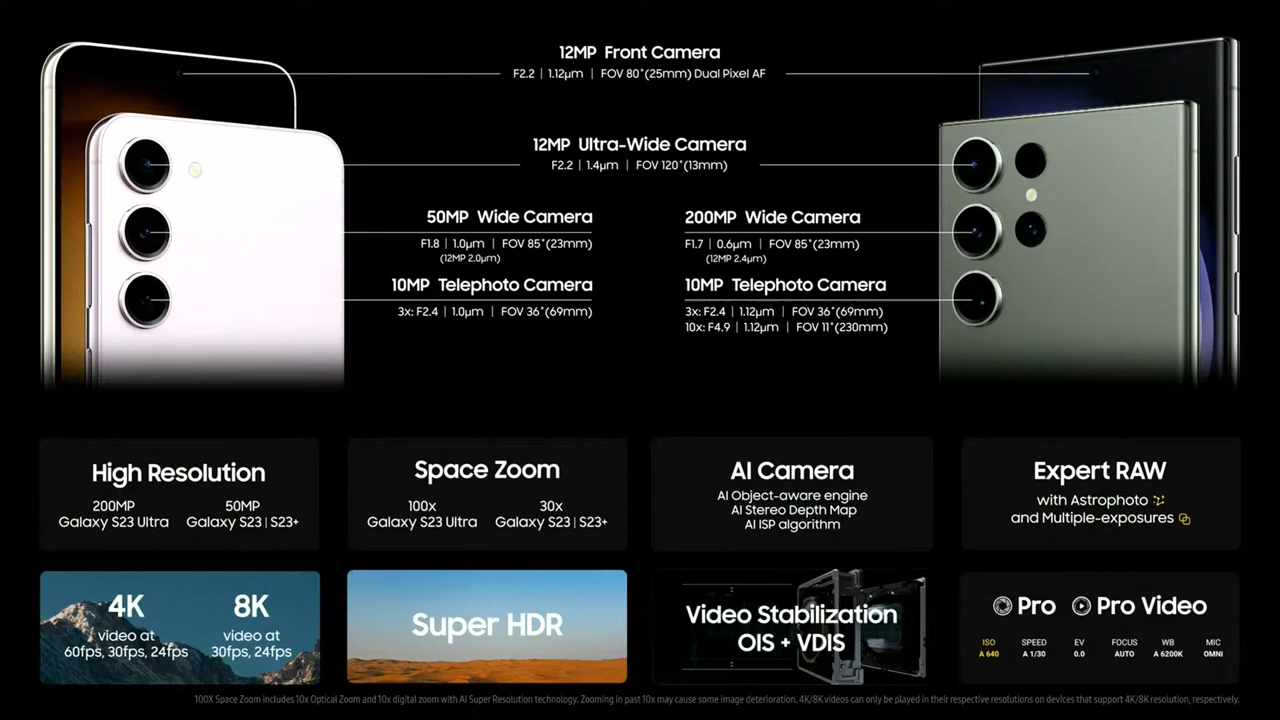 12MP Front Camera
F2.2 | 1.12μm | FOV 80°(25mm) Dual Pixel AF
12MP Ultra-Wide Camera
F2.2 | 1.4μm | FOV 120°(13mm)
50MP Wide Camera
F1.8 | 1.0μm | FOV 85°(23mm)
(12MP 2.0μm)
10MP Telephoto Camera
3x: F2.4 | 1.0μm | FOV 36°(69mm)
200MP Wide Camera
F1.7 | 0.6μm | FOV 85°(23mm)
(12MP 2.4μm)
10MP Telephoto Camera
3x: F2.4 | 1.12μm | FOV 36°(69mm)
10x: F4.9 | 1.12μm | FOV 11°(230mm)
High Resolution
200MP 50MP
Galaxy S23 Ultra Galaxy S23 | S23+
Space Zoom
100x 30x
Galaxy S23 Ultra Galaxy S23 | S23+
AI Camera
AI Object-aware engine
AI Stereo Depth Map
AI ISP algorithm
Expert RAW
with Astrophoto
and Multiple-exposures
4K 8K
video at video at
60fps, 30fps, 24fps 30fps, 24fps
Super HDR
Video Stabilization
OIS + VDIS
Pro Pro Video
ISO SPEED EV FOCUS WB MIC
A 640 A 1/30 0.0 AUTO A 6200K OMNI
100X Space Zoom includes 10x Optical Zoom and 10x digital zoom with AI Super Resolution technology. Zooming in past 10x may cause some image deterioration. 4K/8K videos can only be played in their respective resolutions on devices that support 4K/8K resolution, respectively.